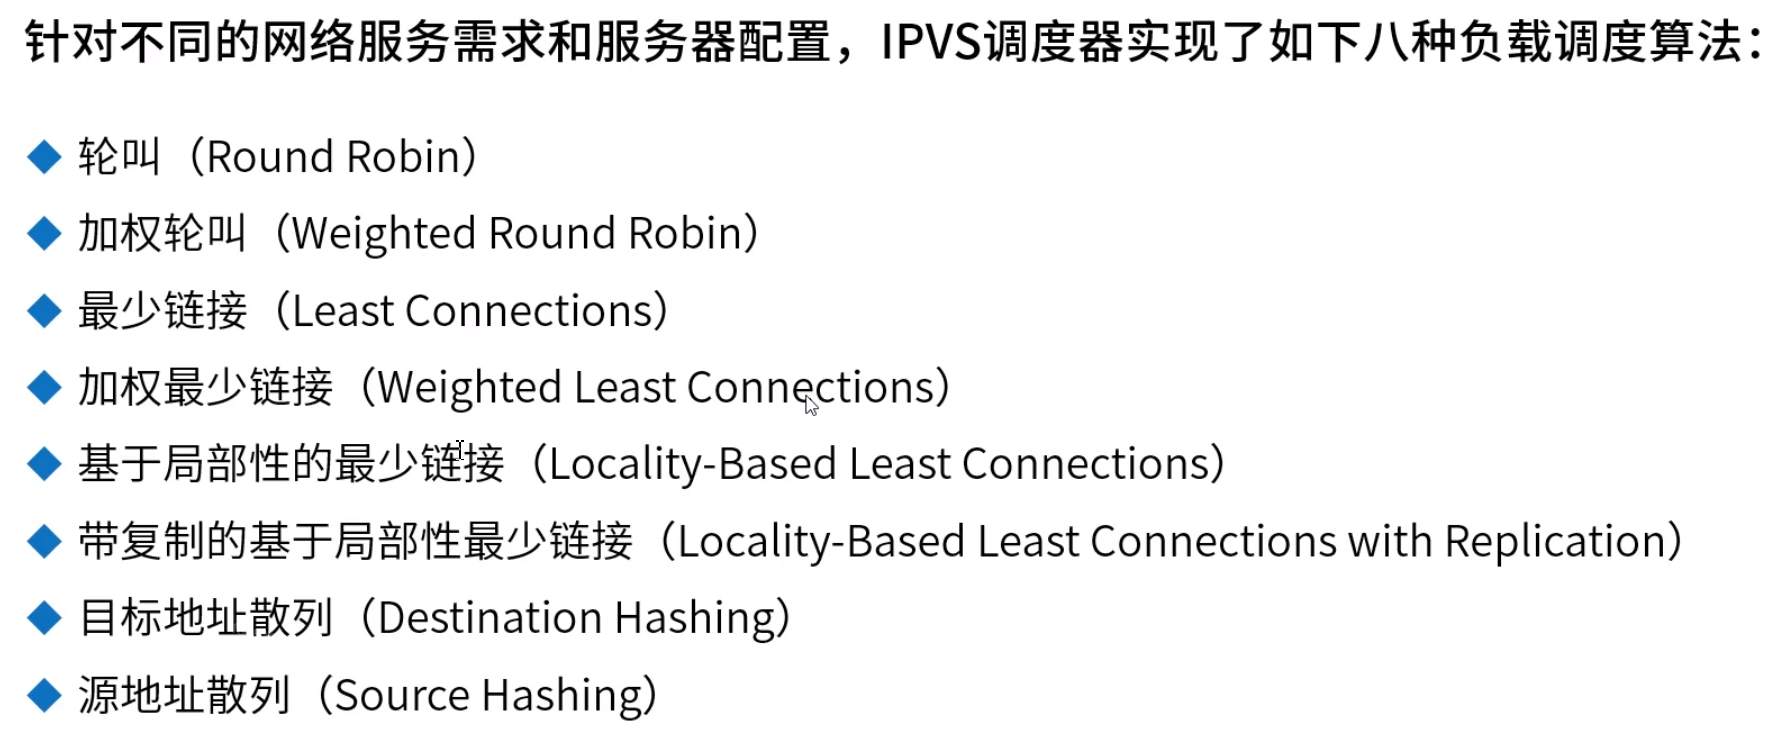 针对不同的网络服务需求和服务器配置，IPVS调度器实现了如下八种负载调度算法：
轮叫（Round Robin）
加权轮叫（Weighted Round Robin）
最少链接（Least Connections）
加权最少链接（Weighted Least Connections）
基于局部性的最少链接（Locality-Based Least Connections）
带复制的基于局部性最少链接（Locality-Based Least Connections with Replication）
目标地址散列（Destination Hashing）
源地址散列（Source Hashing）